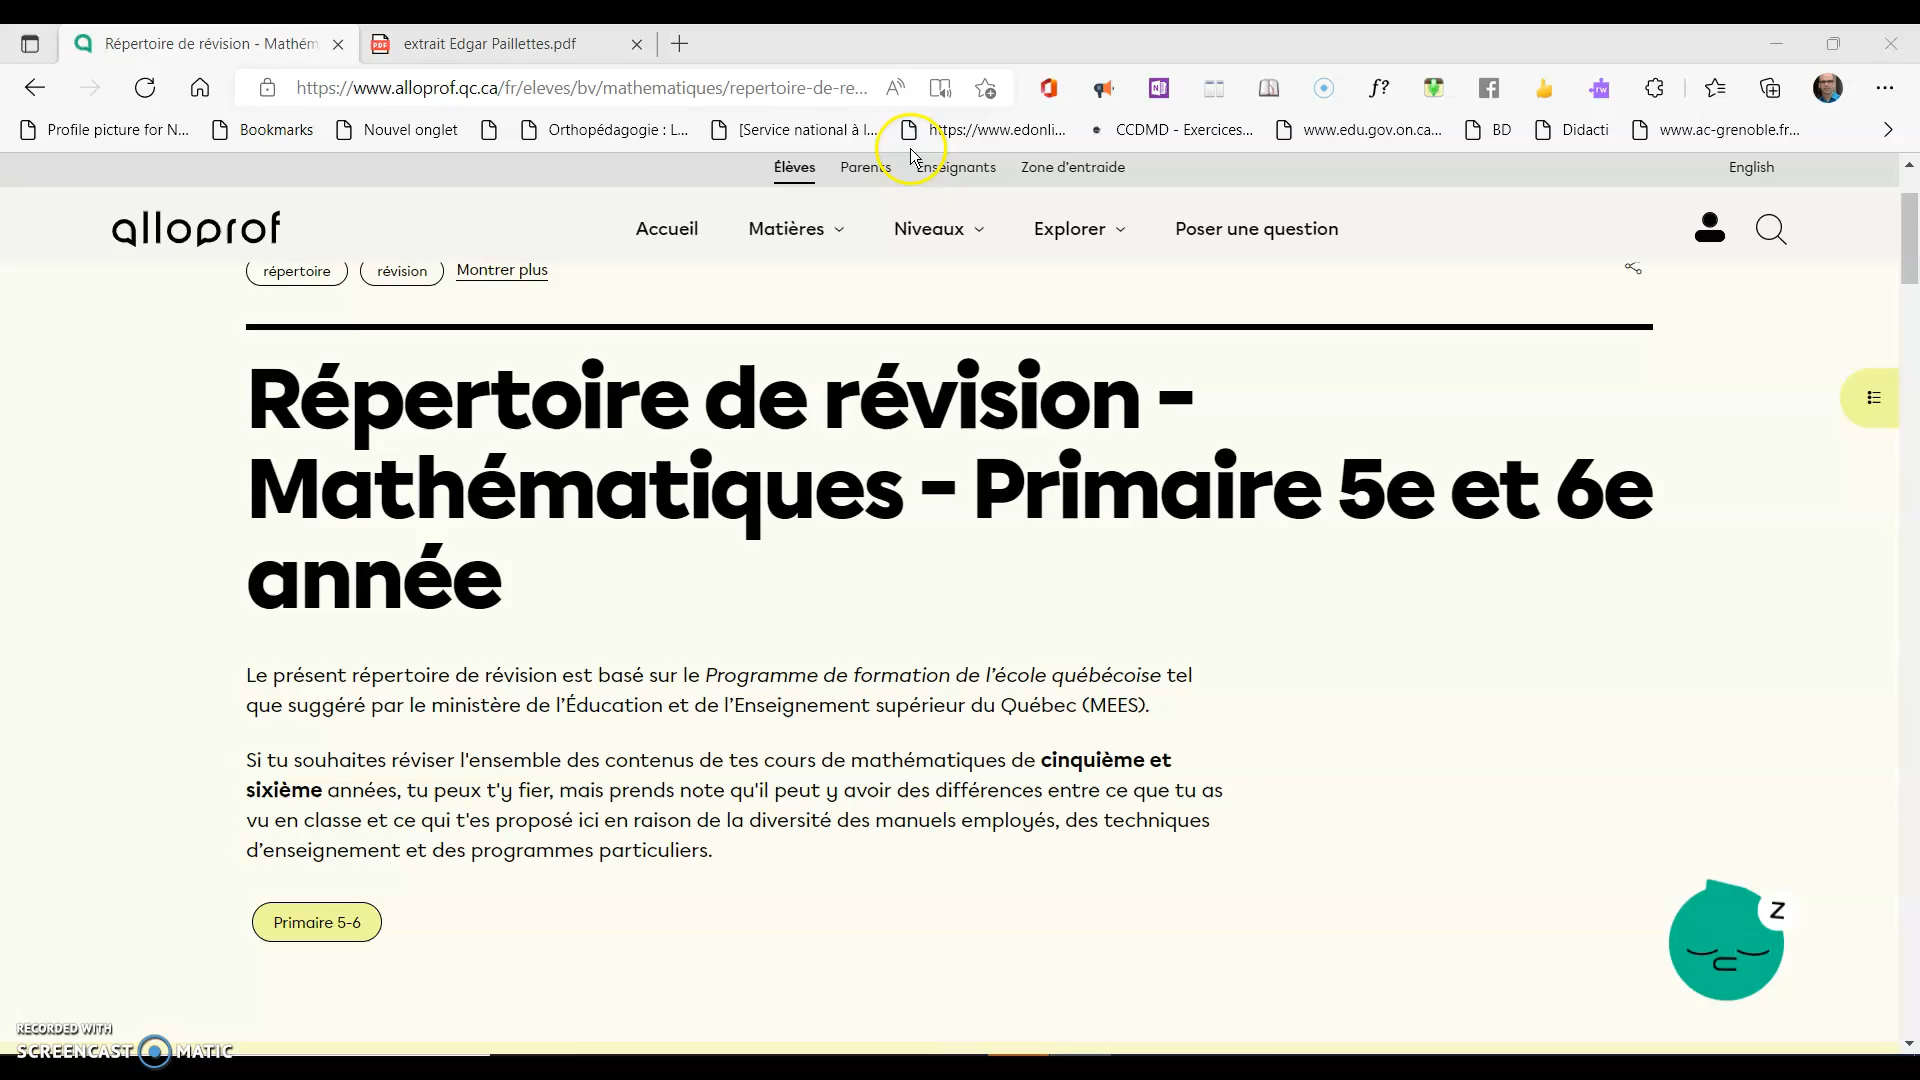 Répertoire de révision - Mathém
extrait Edgar Paillettes.pdf
https://www.alloprof.qc.ca/fr/eleves/bv/mathematiques/repertoire-de-re...
Profile picture for N...
Bookmarks
Nouvel onglet
Orthopédagogie : L...
[Service national à l...
https://www.edonli...
CCDMD - Exercices...
www.edu.gov.on.ca...
BD
Didacti
www.ac-grenoble.fr...
Élèves
Parents
Enseignants
Zone d'entraide
English
alloprof
Accueil
Matières
Niveaux
Explorer
Poser une question
répertoire
révision
Montrer plus
Répertoire de révision -
Mathématiques - Primaire 5e et 6e
année
Le présent répertoire de révision est basé sur le Programme de formation de l'école québécoise tel
que suggéré par le ministère de l'Éducation et de l'Enseignement supérieur du Québec (MEES).
Si tu souhaites réviser l'ensemble des contenus de tes cours de mathématiques de cinquième et
sixième années, tu peux t'y fier, mais prends note qu'il peut y avoir des différences entre ce que tu as
vu en classe et ce qui t'es proposé ici en raison de la diversité des manuels employés, des techniques
d'enseignement et des programmes particuliers.
Primaire 5-6
Z
RECORDED WITH
SCREENCAST MATIC